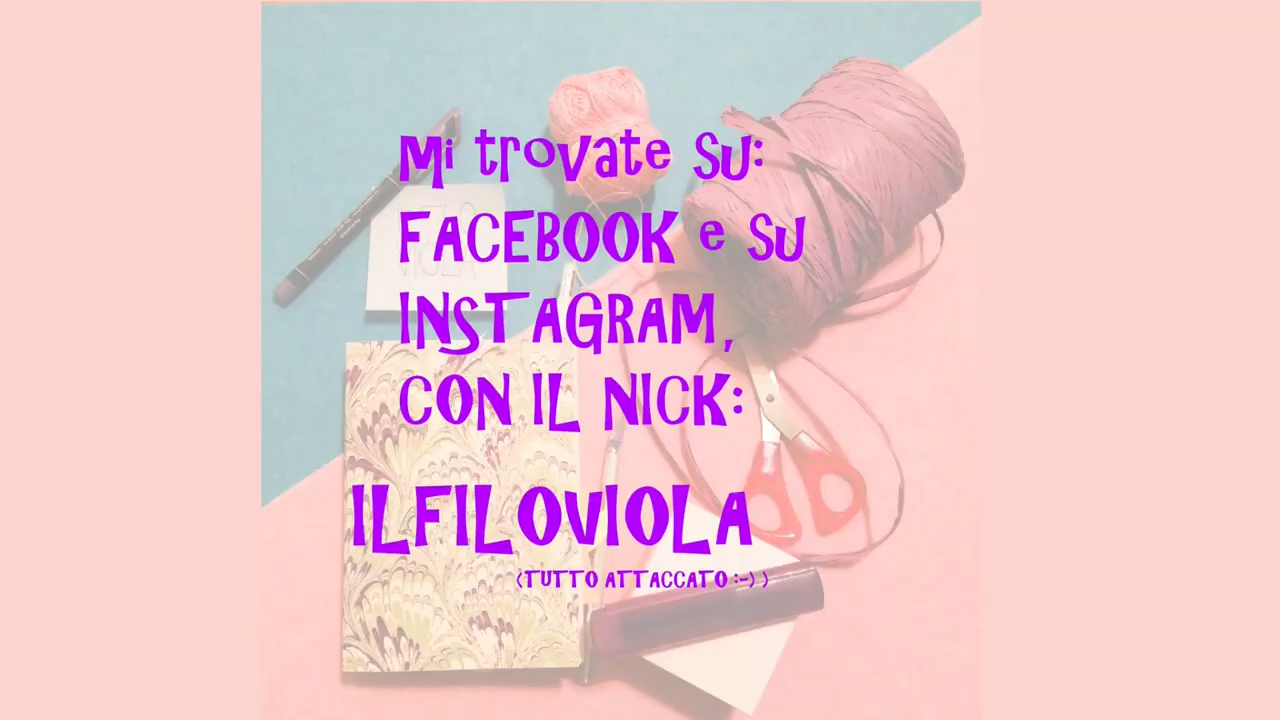 Mi trovate su:
FACEBOOK e su
INSTAGRAM,
CON IL NICK:
ILFILOVIOLA
(TUTTO ATTACCATO :-) )